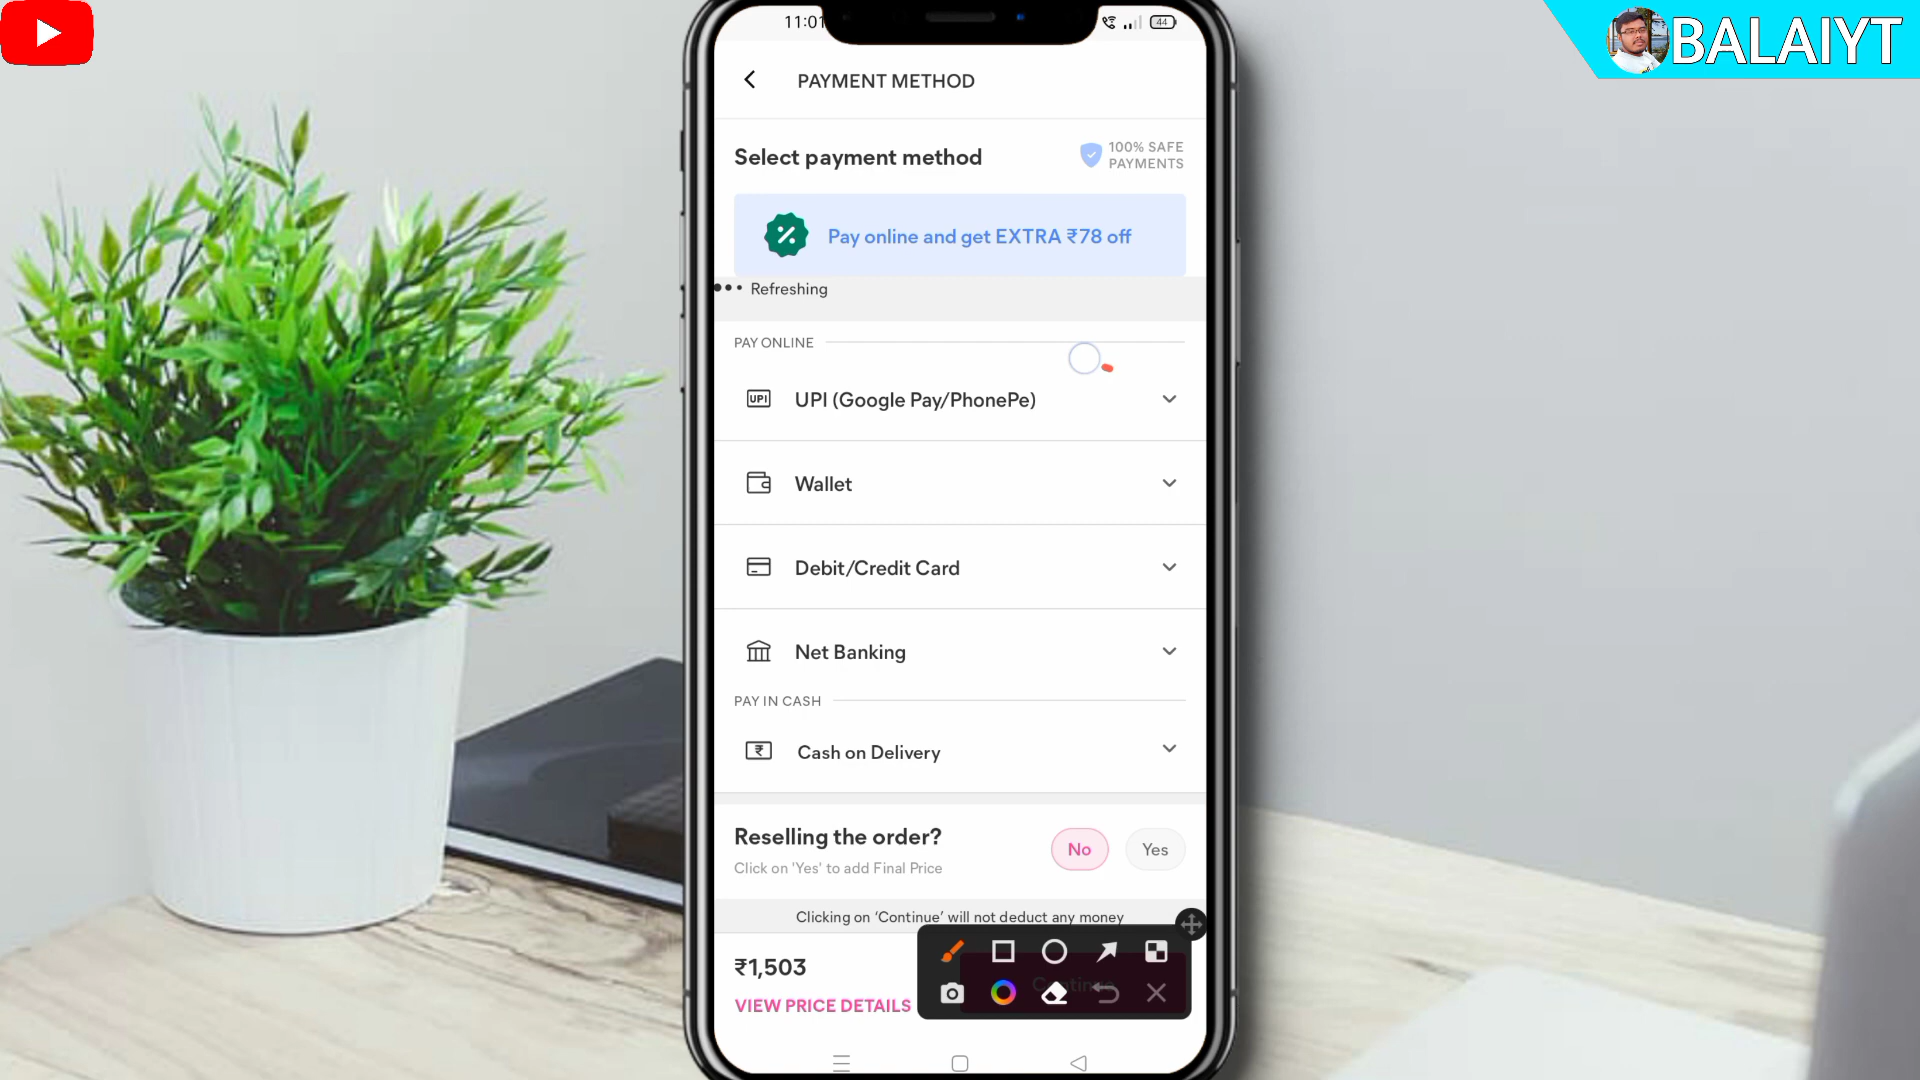 BALAIYT
11:01
44
PAYMENT METHOD
Select payment method
100% SAFE
PAYMENTS
Pay online and get EXTRA ₹78 off
Refreshing
PAY ONLINE
UPI
UPI (Google Pay/PhonePe)
Wallet
Debit/Credit Card
Net Banking
PAY IN CASH
₹
Cash on Delivery
Reselling the order?
No
Yes
Click on 'Yes' to add Final Price
Clicking on ‘Continue’ will not deduct any money
₹1,503
Continue
VIEW PRICE DETAILS